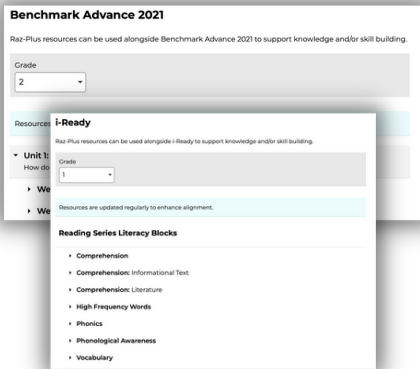 Benchmark Advance 2021
Raz-Plus resources can be used alongside Benchmark Advance 2021 to support knowledge and/or skill building.
Grade
2
Resources
Unit 1:
How do
We
We
i-Ready
Raz-Plus resources can be used alongside i-Ready to support knowledge and/or skill building.
Grade
1
Resources are updated regularly to enhance alignment.
Reading Series Literacy Blocks
Comprehension
Comprehension: Informational Text
Comprehension: Literature
High Frequency Words
Phonics
Phonological Awareness
Vocabulary